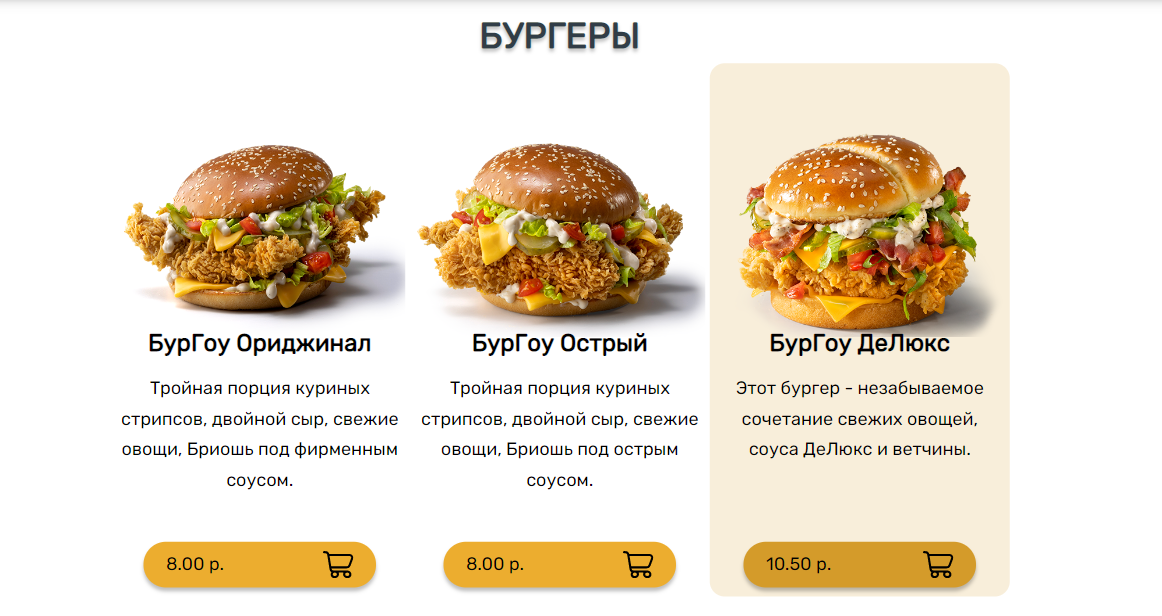 БУРГЕРЫ
БурГоу Ориджинал
Тройная порция куриных
стрипсов, двойной сыр, свежие
овощи, Бриошь под фирменным
соусом.
8.00 р.
БурГоу Острый
Тройная порция куриных
стрипсов, двойной сыр, свежие
овощи, Бриошь под острым
соусом.
8.00 р.
БурГоу ДеЛюкс
Этот бургер - незабываемое
сочетание свежих овощей,
соуса ДеЛюкс и ветчины.
10.50 р.